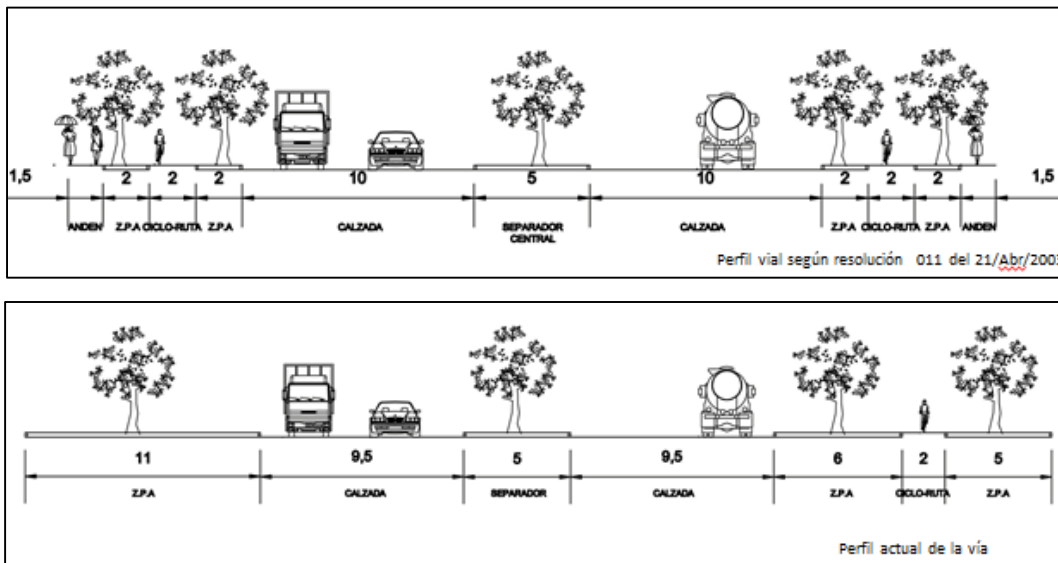 1,5 2 2 2 10 5 10 2 2 2 1,5
ANDEN Z.P.A CICLO-RUTA Z.P.A CALZADA SEPARADOR CENTRAL CALZADA Z.P.A CICLO-RUTA Z.P.A ANDEN
Perfil vial según resolución 011 del 21/Abr/2003
11 9,5 5 9,5 6 2 5
Z.P.A CALZADA SEPARADOR CALZADA Z.P.A CICLO-RUTA Z.P.A
Perfil actual de la vía